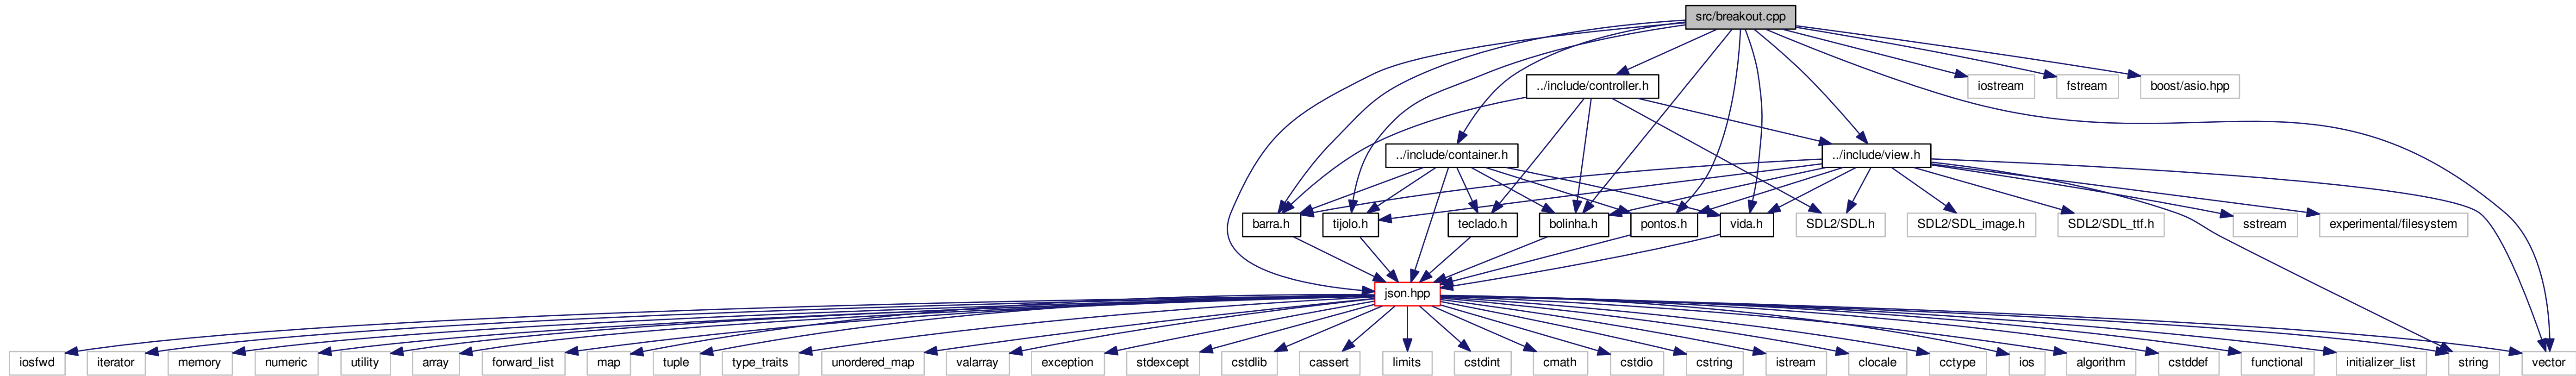 src/breakout.cpp
../include/controller.h
iostream
fstream
boost/asio.hpp
../include/container.h
../include/view.h
barra.h
tijolo.h
teclado.h
bolinha.h
pontos.h
vida.h
SDL2/SDL.h
SDL2/SDL_image.h
SDL2/SDL_ttf.h
sstream
experimental/filesystem
json.hpp
iosfwd
iterator
memory
numeric
utility
array
forward_list
map
tuple
type_traits
unordered_map
valarray
exception
stdexcept
cstdlib
cassert
limits
cstdint
cmath
cstdio
cstring
istream
clocale
cctype
ios
algorithm
cstddef
functional
initializer_list
string
vector